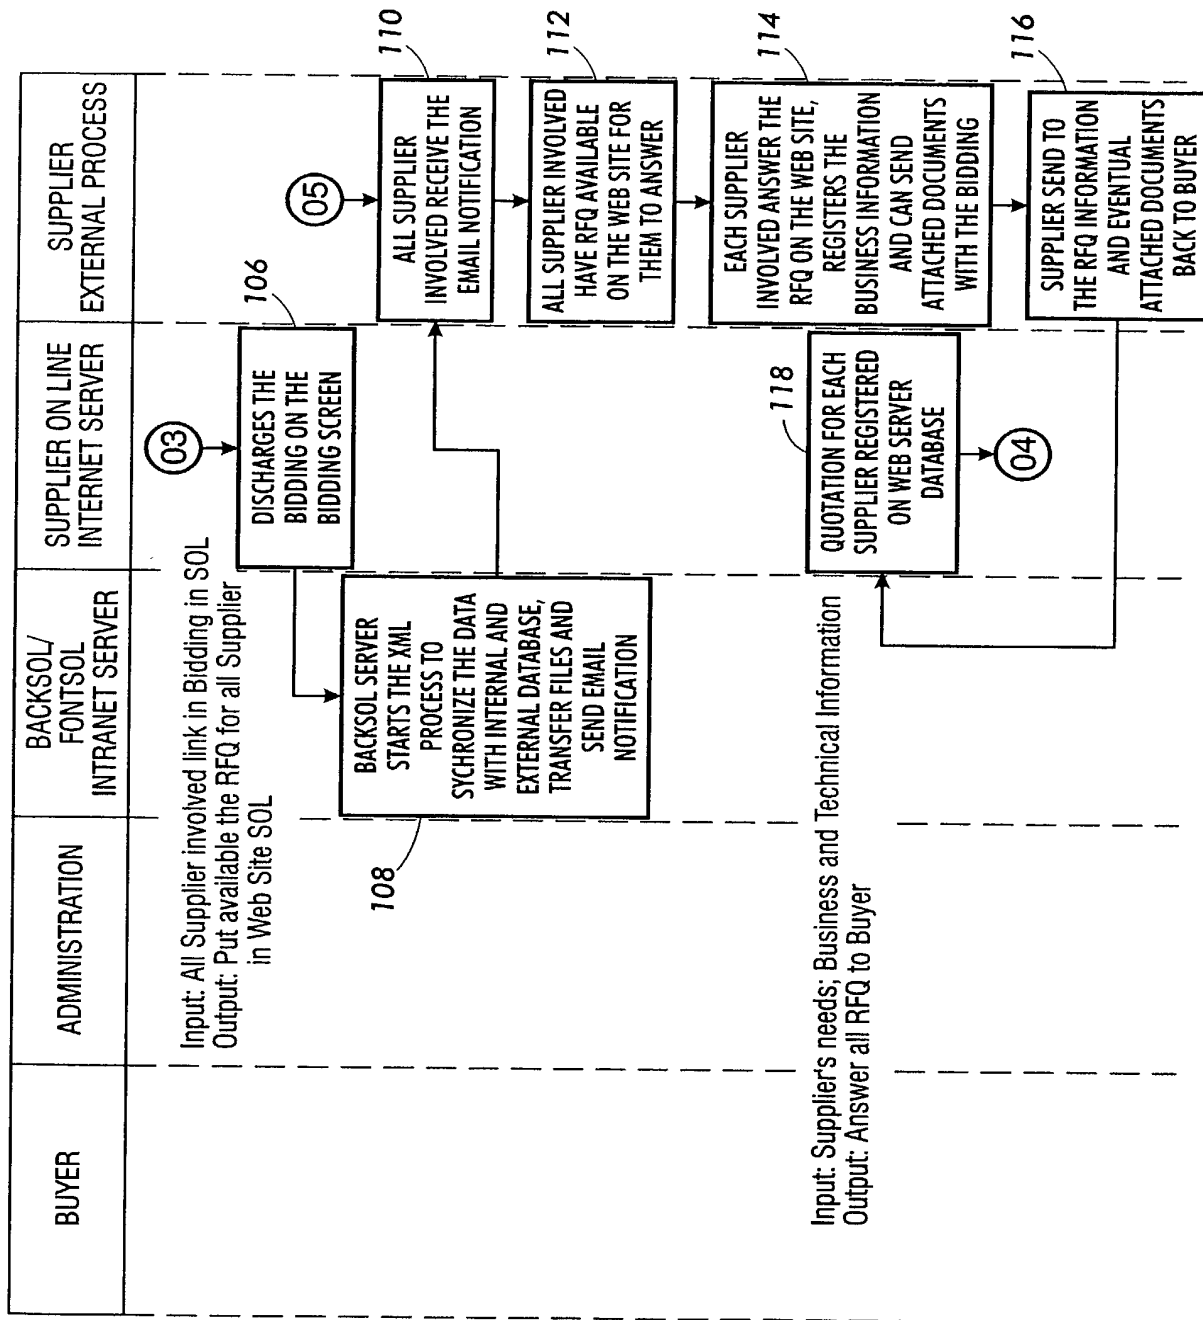 BUYER
ADMINISTRATION
BACKSOL/
FONTSOL
INTRANET SERVER
SUPPLIER ON LINE
INTERNET SERVER
SUPPLIER
EXTERNAL PROCESS
Input: All Supplier involved link in Bidding in SOL
Output: Put available the RFQ for all Supplier
in Web Site SOL
03
106
DISCHARGES THE
BIDDING ON THE
BIDDING SCREEN
108
BACKSOL SERVER
STARTS THE XML
PROCESS TO
SYCHRONIZE THE DATA
WITH INTERNAL AND
EXTERNAL DATABASE,
TRANSFER FILES AND
SEND EMAIL
NOTIFICATION
05
110
ALL SUPPLIER
INVOLVED RECEIVE THE
EMAIL NOTIFICATION
112
ALL SUPPLIER INVOLVED
HAVE RFQ AVAILABLE
ON THE WEB SITE FOR
THEM TO ANSWER
114
EACH SUPPLIER
INVOLVED ANSWER THE
RFQ ON THE WEB SITE,
REGISTERS THE
BUSINESS INFORMATION
AND CAN SEND
ATTACHED DOCUMENTS
WITH THE BIDDING
116
SUPPLIER SEND TO
THE RFQ INFORMATION
AND EVENTUAL
ATTACHED DOCUMENTS
BACK TO BUYER
Input: Supplier's needs; Business and Technical Information
Output: Answer all RFQ to Buyer
118
QUOTATION FOR EACH
SUPPLIER REGISTERED
ON WEB SERVER
DATABASE
04